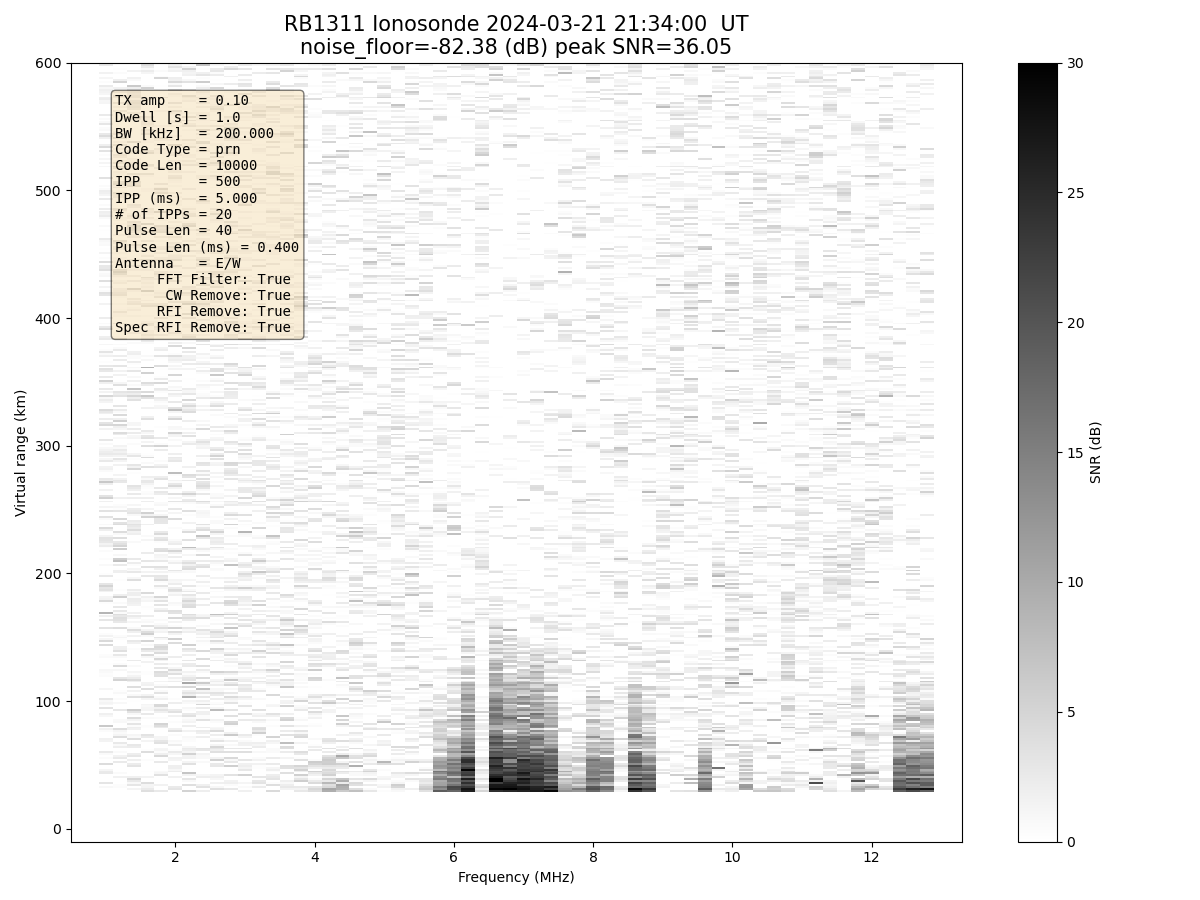 RB1311 Ionosonde 2024-03-21 21:34:00  UT
noise_floor=-82.38 (dB) peak SNR=36.05
TX amp    = 0.10
Dwell [s] = 1.0
BW [kHz]  = 200.000
Code Type = prn
Code Len  = 10000
IPP       = 500
IPP (ms)  = 5.000
# of IPPs = 20
Pulse Len = 40
Pulse Len (ms) = 0.400
Antenna   = E/W
FFT Filter: True
CW Remove: True
RFI Remove: True
Spec RFI Remove: True
600
500
400
300
200
100
0
Virtual range (km)
2 4 6 8 10 12
Frequency (MHz)
30
25
20
15
10
5
0
SNR (dB)